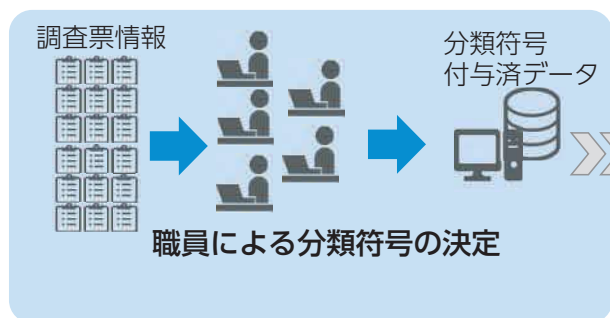 調査票情報
分類符号
付与済データ
職員による分類符号の決定